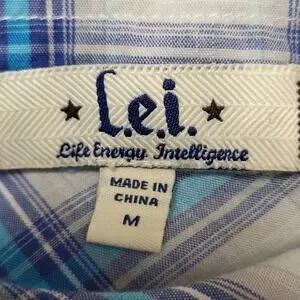 l.e.i.
Life Energy Intelligence
MADE IN
CHINA
M